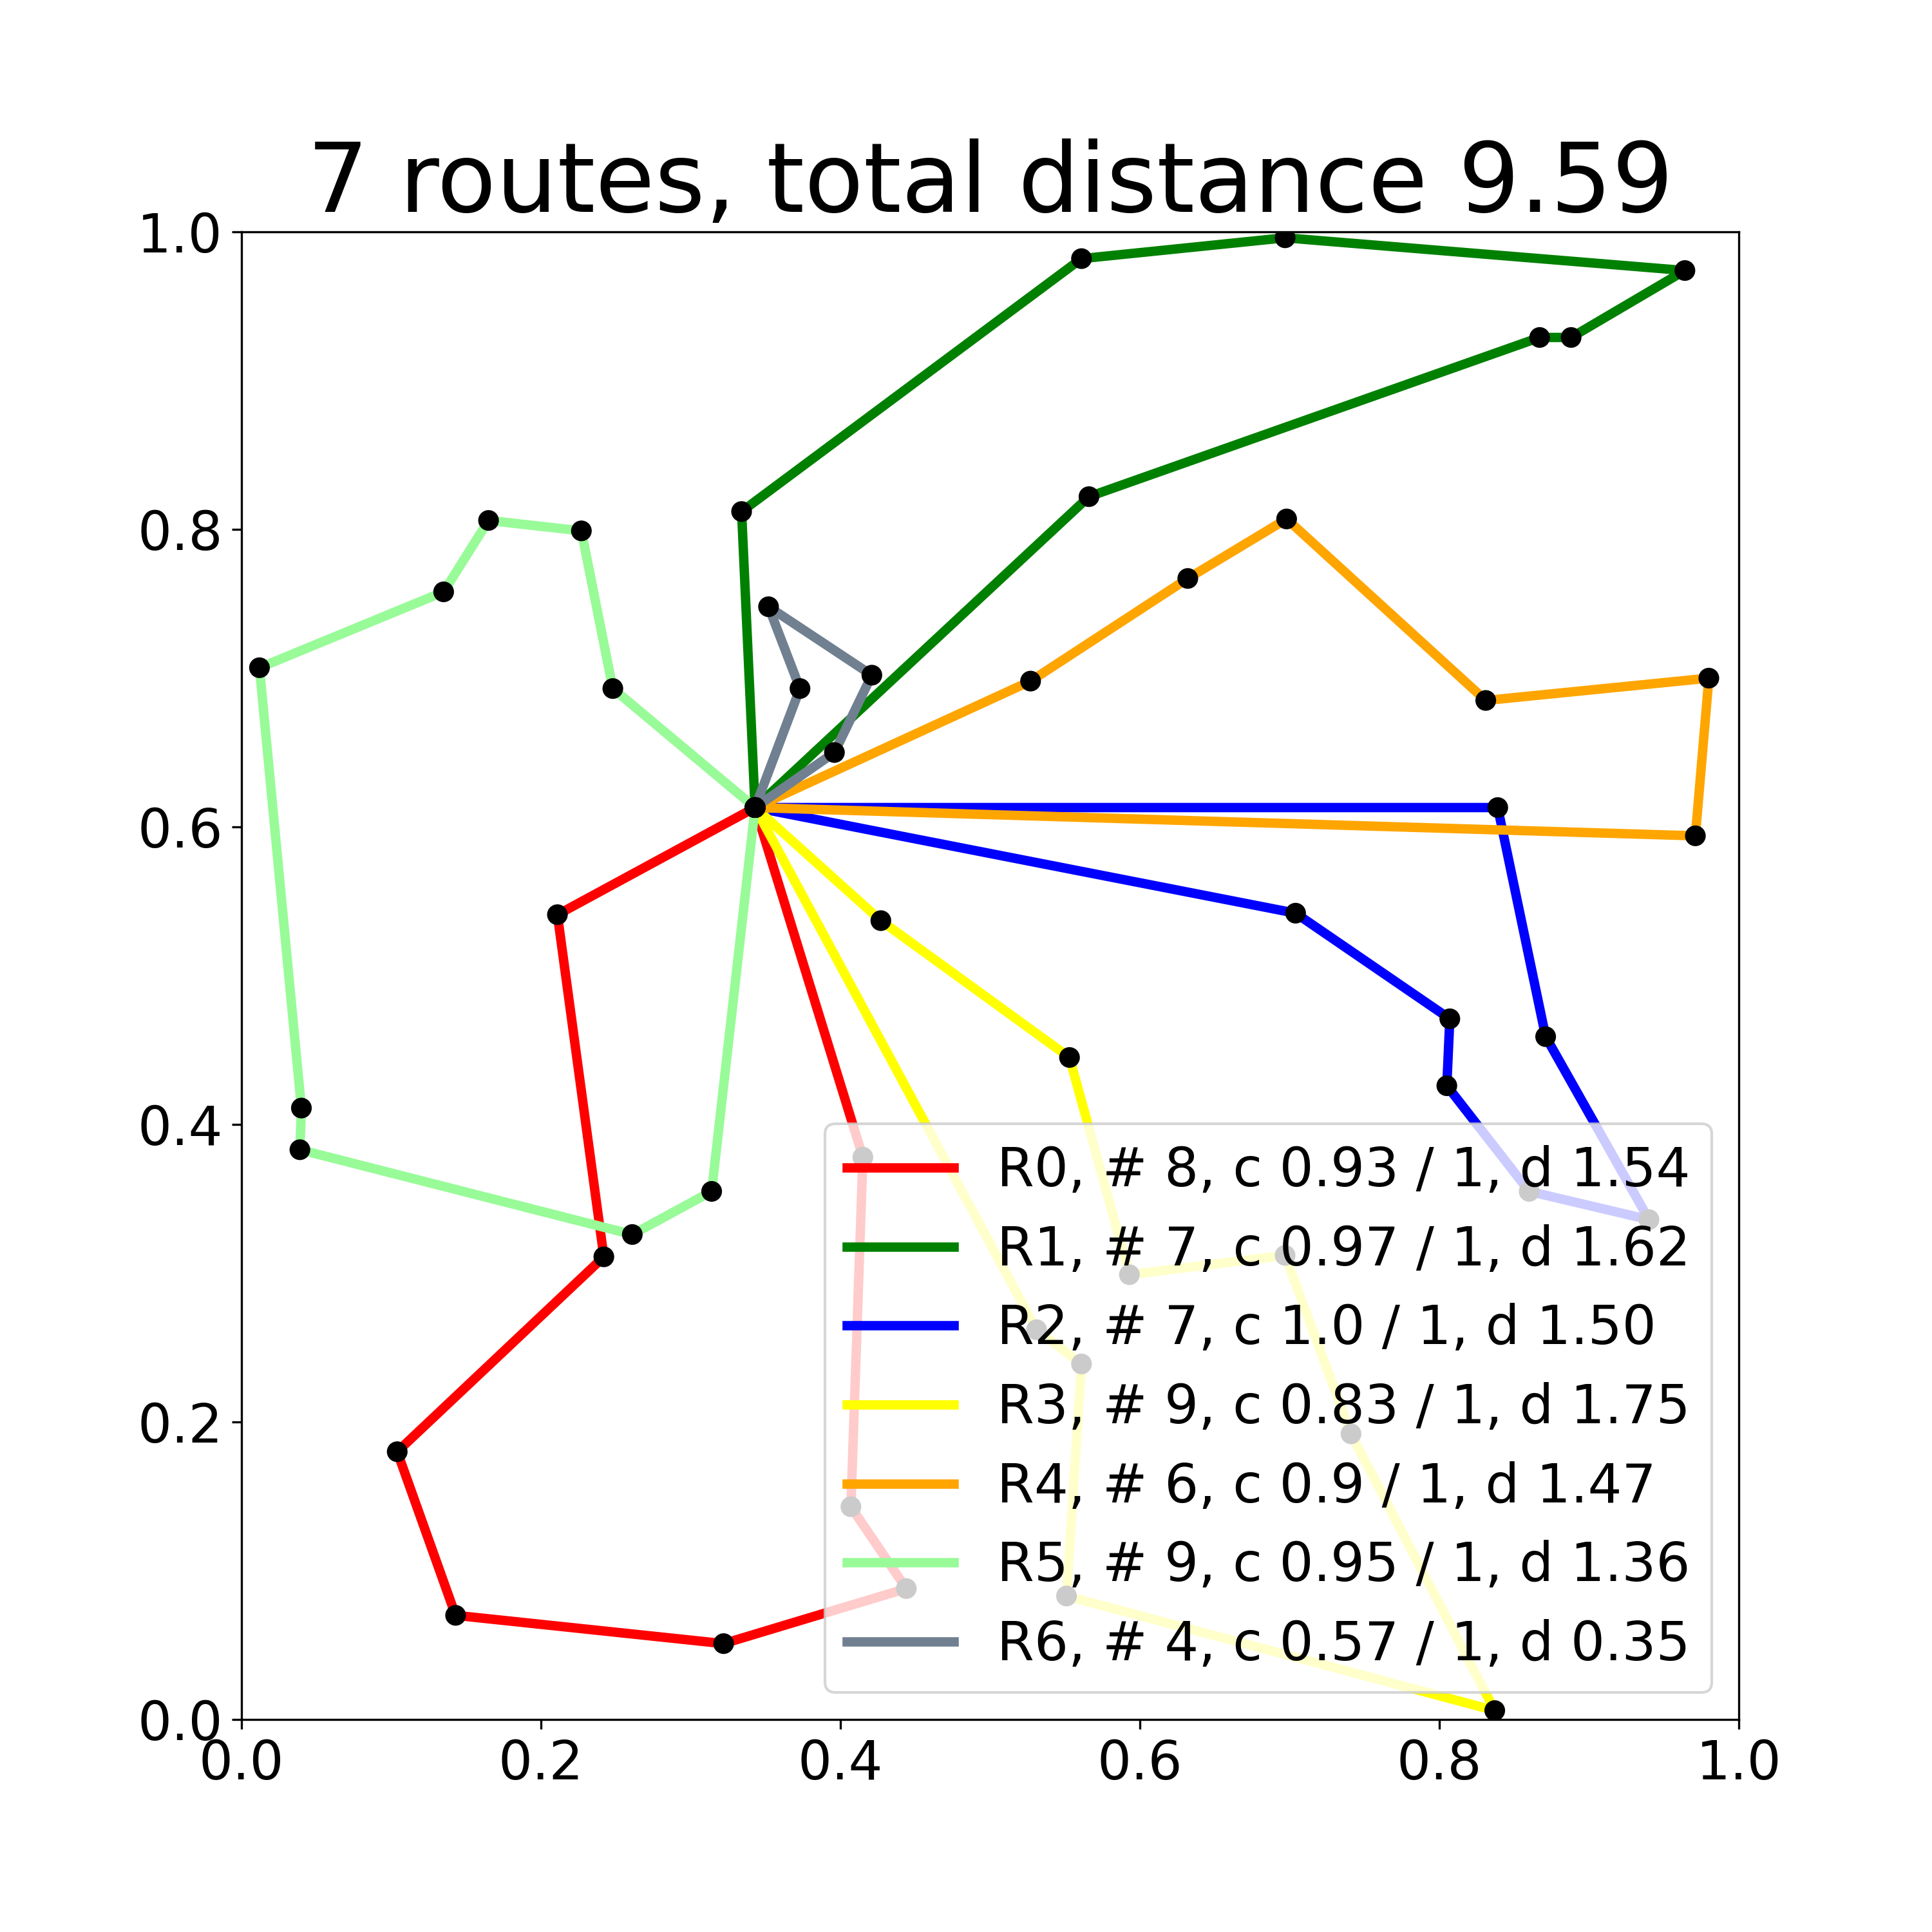 7 routes, total distance 9.59
1.0
0.8
0.6
0.4
0.2
0.0
R0, # 8, c 0.93 / 1, d 1.54
R1, # 7, c 0.97 / 1, d 1.62
R2, # 7, c 1.0 / 1, d 1.50
R3, # 9, c 0.83 / 1, d 1.75
R4, # 6, c 0.9 / 1, d 1.47
R5, # 9, c 0.95 / 1, d 1.36
R6, # 4, c 0.57 / 1, d 0.35
0.0 0.2 0.4 0.6 0.8 1.0